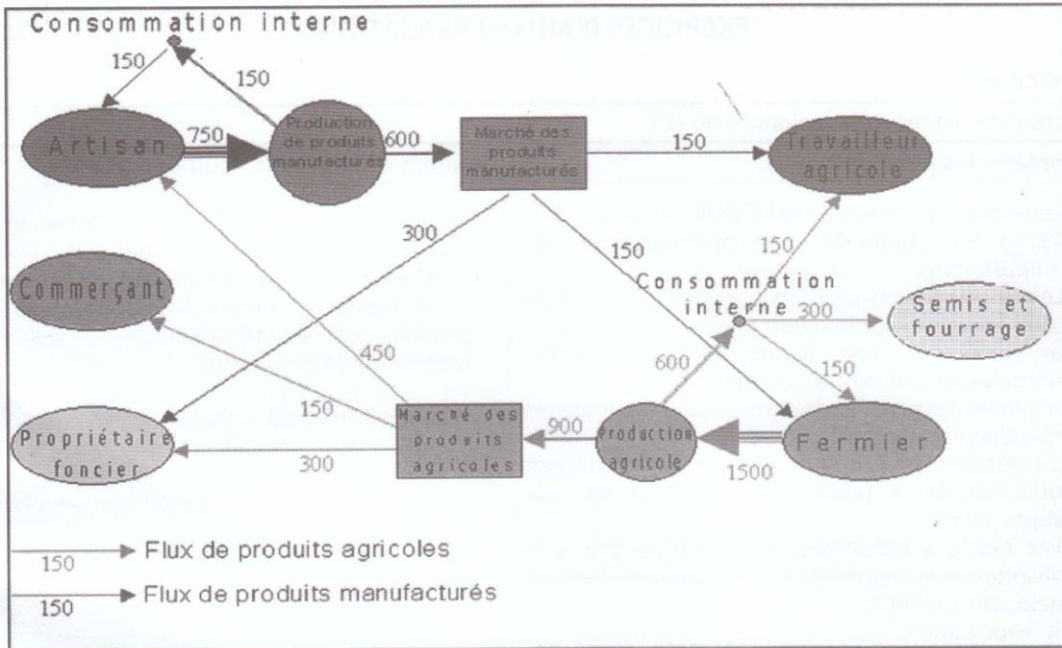 Consommation interne
150
150
Artisan
750
Production
de produits
manufacturés
600
Marché des
produits
manufacturés
150
Travailleur
agricole
300
150
150
Commerçant
Consommation
interne
300
Semis et
fourrage
600
150
450
150
Propriétaire
foncier
300
Marché des
produits
agricoles
900
Production
agricole
1500
Fermier
150
Flux de produits agricoles
150
Flux de produits manufacturés